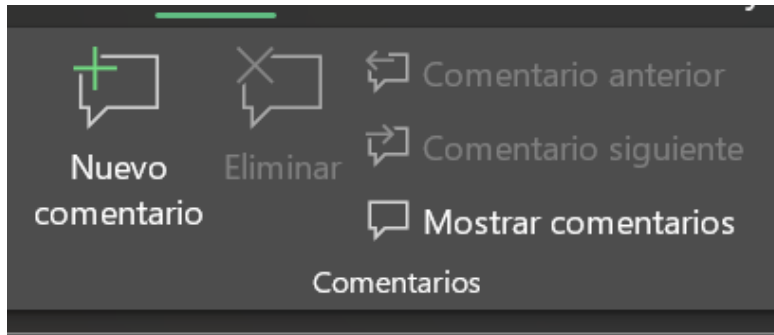 Nuevo
comentario
Eliminar
Comentario anterior
Comentario siguiente
Mostrar comentarios
Comentarios